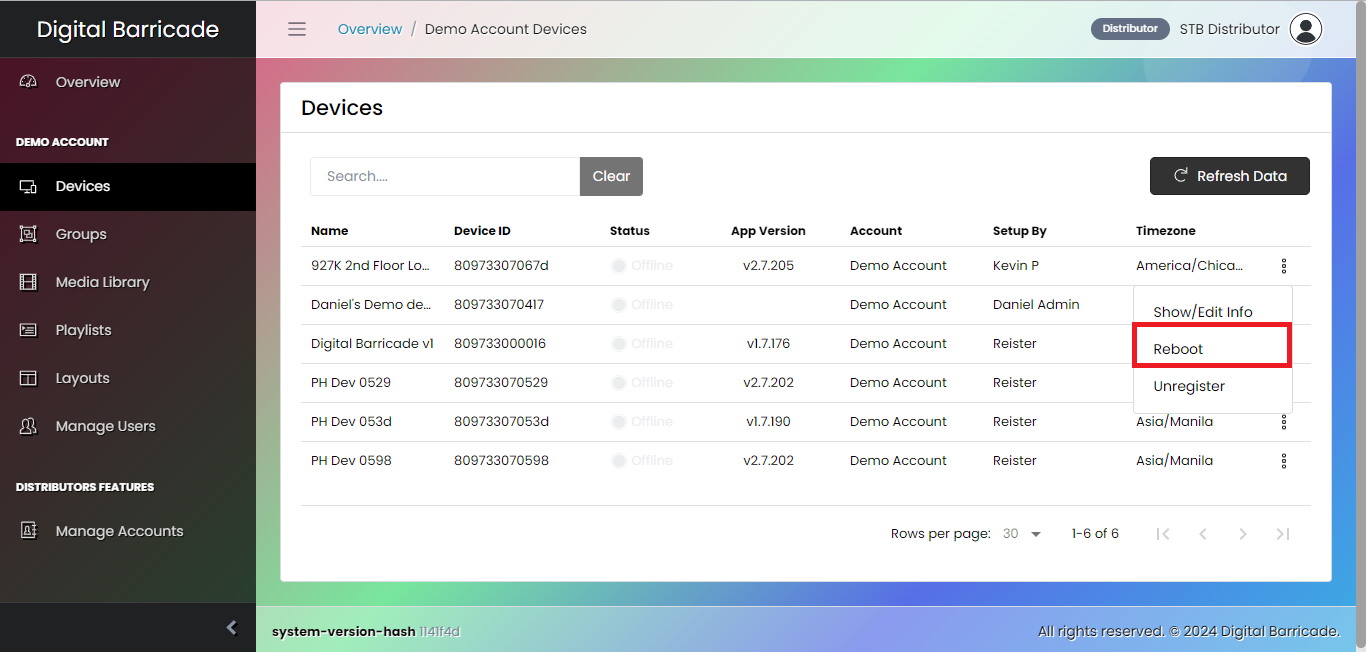 Digital Barricade
Overview / Demo Account Devices
Distributor STB Distributor
Overview
DEMO ACCOUNT
Devices
Groups
Media Library
Playlists
Layouts
Manage Users
DISTRIBUTORS FEATURES
Manage Accounts
Devices
Search.... Clear Refresh Data
Name Device ID Status App Version Account Setup By Timezone
927K 2nd Floor Lo... 80973307067d Offline v2.7.205 Demo Account Kevin P America/Chica...
Daniel's Demo de... 809733070417 Offline Demo Account Daniel Admin
Digital Barricade v1 809733000016 Offline v1.7.176 Demo Account Reister
PH Dev 0529 809733070529 Offline v2.7.202 Demo Account Reister
PH Dev 053d 80973307053d Offline v1.7.190 Demo Account Reister Asia/Manila
PH Dev 0598 809733070598 Offline v2.7.202 Demo Account Reister Asia/Manila
Show/Edit Info
Reboot
Unregister
Rows per page: 30 1-6 of 6
system-version-hash 1141f4d
All rights reserved. © 2024 Digital Barricade.